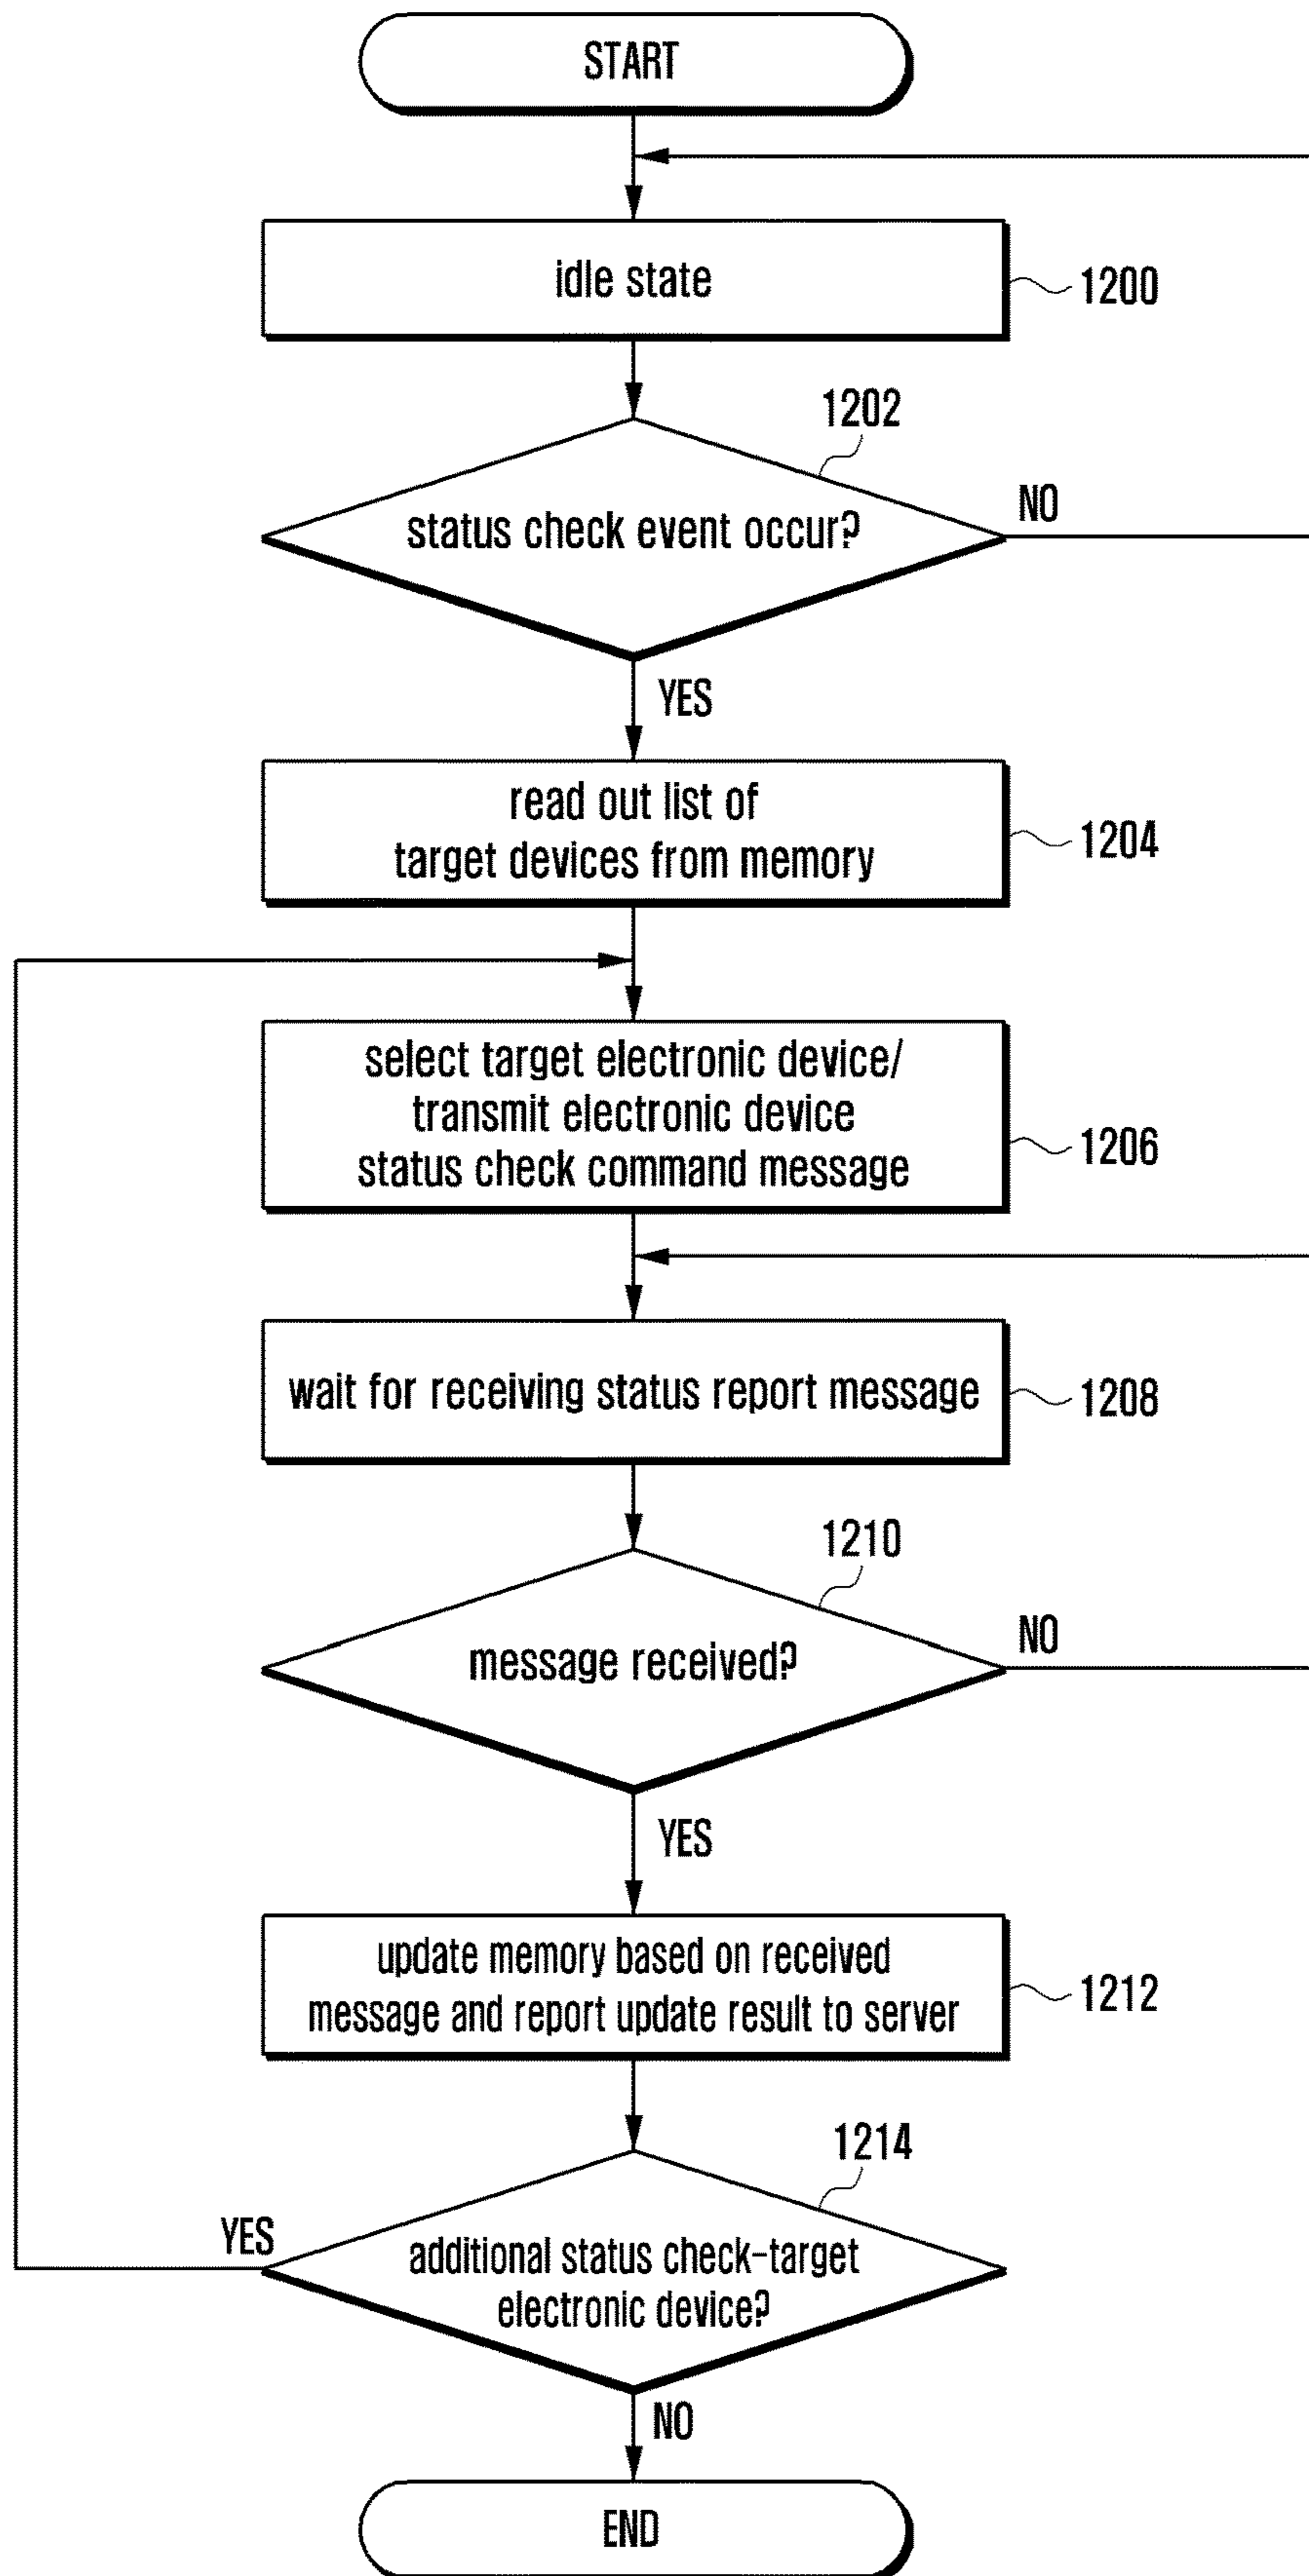 START
idle state
1200
1202
status check event occur?
NO
YES
read out list of
target devices from memory
1204
select target electronic device/
transmit electronic device
status check command message
1206
wait for receiving status report message
1208
1210
message received?
NO
YES
update memory based on received
message and report update result to server
1212
1214
YES
additional status check-target
electronic device?
NO
END